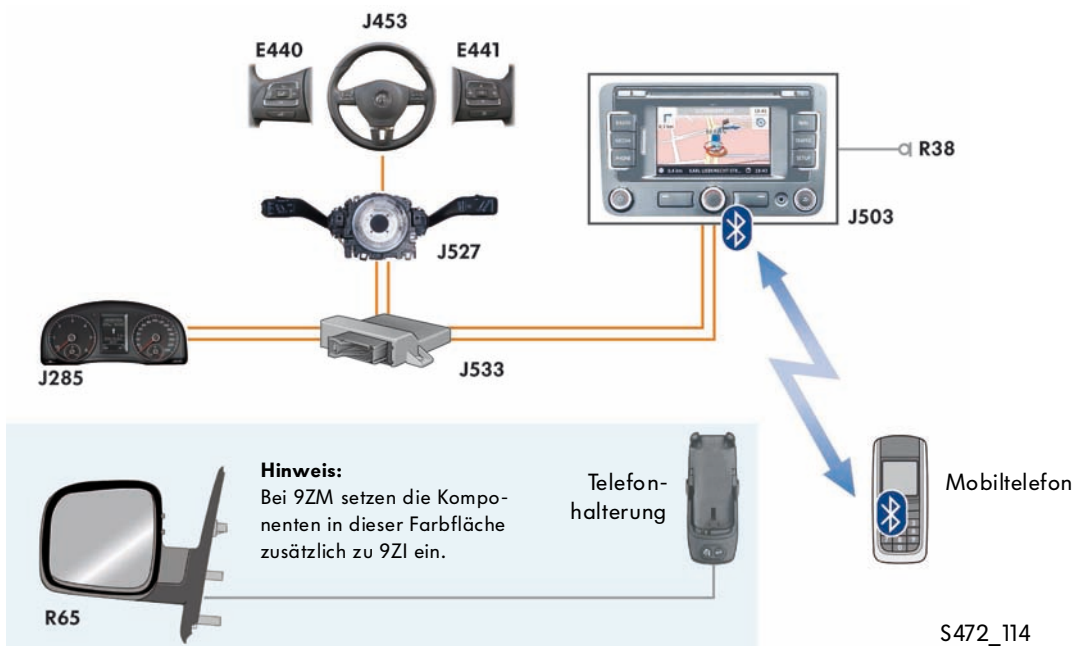 J453
E440
E441
R38
J503
J527
J285
J533
Hinweis:
Bei 9ZM setzen die Kompo-
nenten in dieser Farbfläche
zusätzlich zu 9ZI ein.
Telefon-
halterung
Mobiltelefon
R65
S472_114